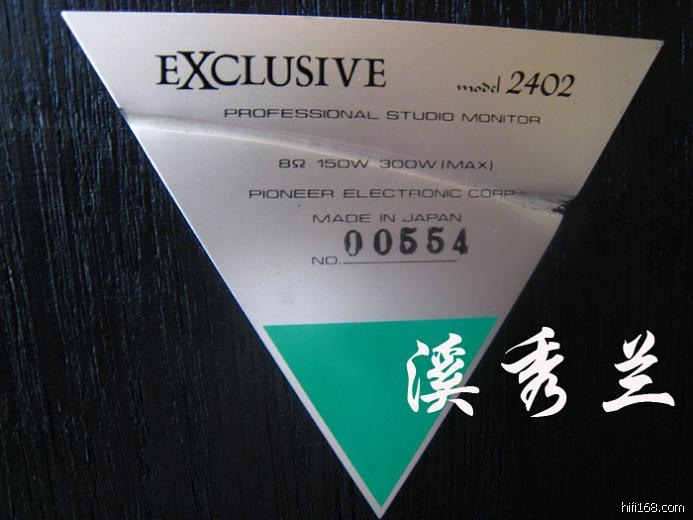 EXCLUSIVE model 2402
PROFESSIONAL STUDIO MONITOR
8Ω 150W 300W (MAX)
PIONEER ELECTRONIC CORP
MADE IN JAPAN
NO. 00554
溪秀兰
hifi168.com